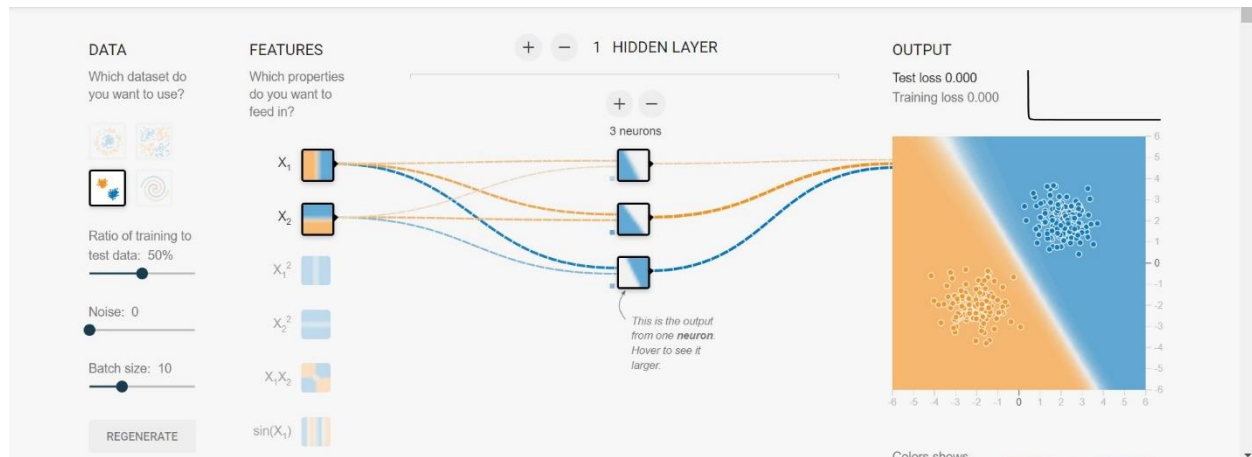 DATA
Which dataset do
you want to use?
Ratio of training to
test data: 50%
Noise: 0
Batch size: 10
REGENERATE
FEATURES
Which properties
do you want to
feed in?
X₁
X₂
X₁²
X₂²
X₁X₂
sin(X₁)
+ − 1 HIDDEN LAYER
+ −
3 neurons
This is the output
from one neuron.
Hover to see it
larger.
OUTPUT
Test loss 0.000
Training loss 0.000
6
5
4
3
2
1
0
-1
-2
-3
-4
-5
-6
-6 -5 -4 -3 -2 -1 0 1 2 3 4 5 6
Colors shows